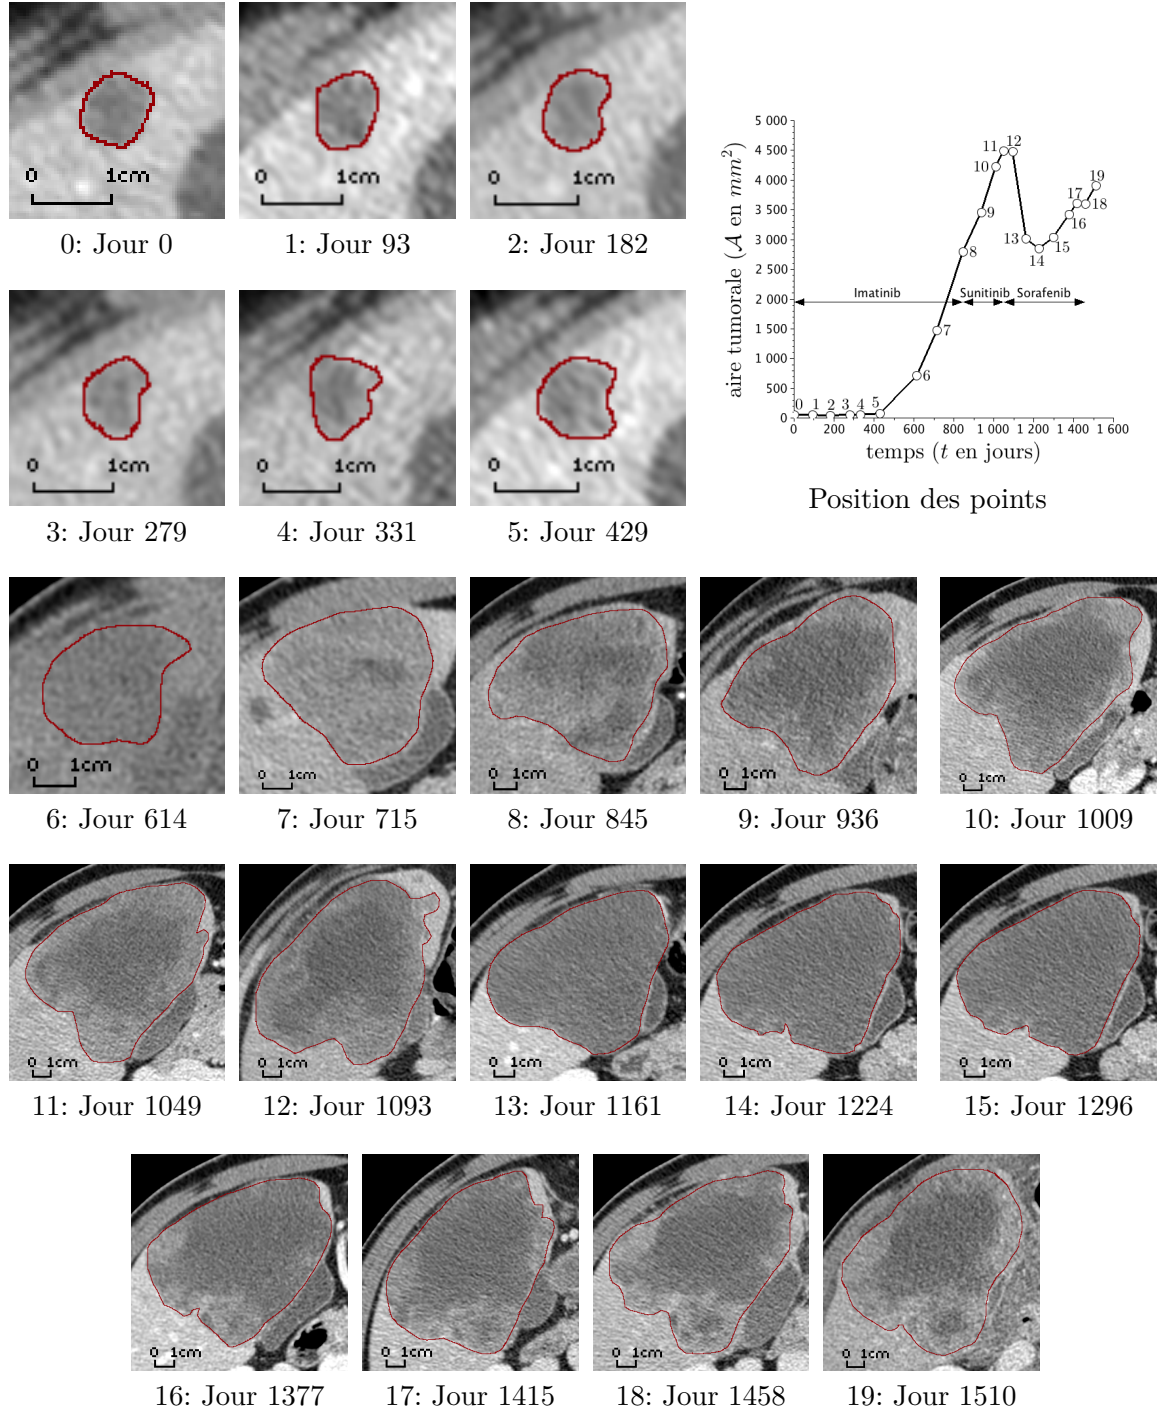 0 1cm 0 1cm 0 1cm
0: Jour 0 1: Jour 93 2: Jour 182
0 1cm 0 1cm 0 1cm
3: Jour 279 4: Jour 331 5: Jour 429
aire tumorale (𝒜 en mm²)
5 000
4 500
4 000
3 500
3 000
2 500
2 000
1 500
1 000
500
0
0 1 2 3 4 5 6 7 8 9 10 11 12 13 14 15 16 17 18 19
Imatinib Sunitinib Sorafenib
0 200 400 600 800 1 000 1 200 1 400 1 600
temps (t en jours)
Position des points
0 1cm 0 1cm 0 1cm 0 1cm 0 1cm
6: Jour 614 7: Jour 715 8: Jour 845 9: Jour 936 10: Jour 1009
0 1cm 0 1cm 0 1cm 0 1cm 0 1cm
11: Jour 1049 12: Jour 1093 13: Jour 1161 14: Jour 1224 15: Jour 1296
0 1cm 0 1cm 0 1cm 0 1cm
16: Jour 1377 17: Jour 1415 18: Jour 1458 19: Jour 1510